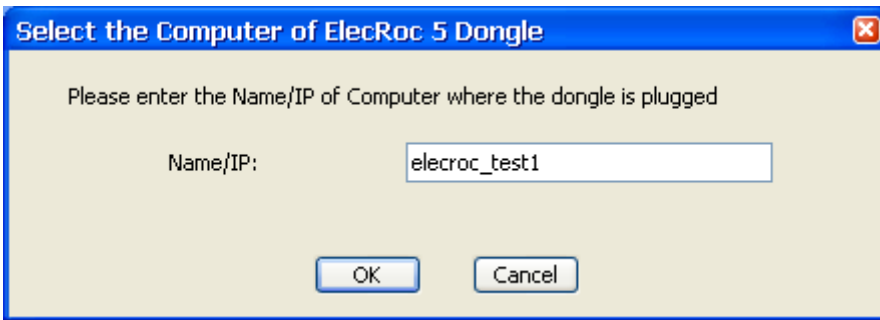 Select the Computer of ElecRoc 5 Dongle
Please enter the Name/IP of Computer where the dongle is plugged
Name/IP: elecroc_test1
OK Cancel